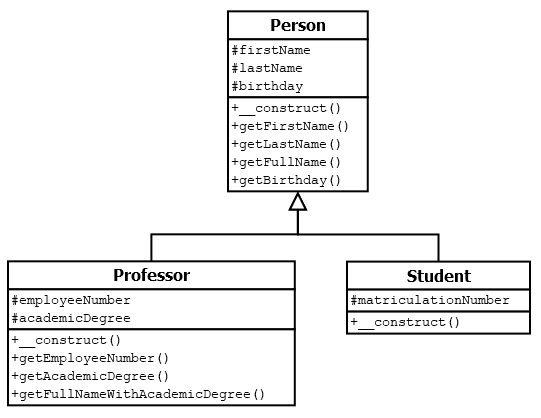 Person
#firstName
#lastName
#birthday
+__construct()
+getFirstName()
+getLastName()
+getFullName()
+getBirthday()
Professor
#employeeNumber
#academicDegree
+__construct()
+getEmployeeNumber()
+getAcademicDegree()
+getFullNameWithAcademicDegree()
Student
#matriculationNumber
+__construct()